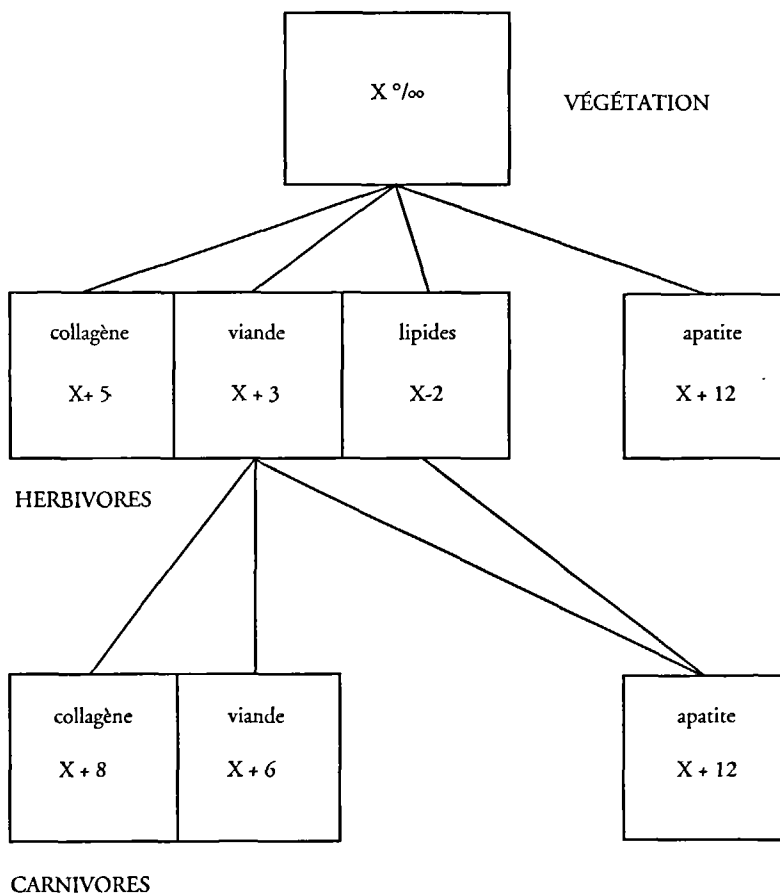 X °/∞
VÉGÉTATION
collagène
viande
lipides
apatite
X+ 5
X + 3
X-2
X + 12
HERBIVORES
collagène
viande
apatite
X + 8
X + 6
X + 12
CARNIVORES